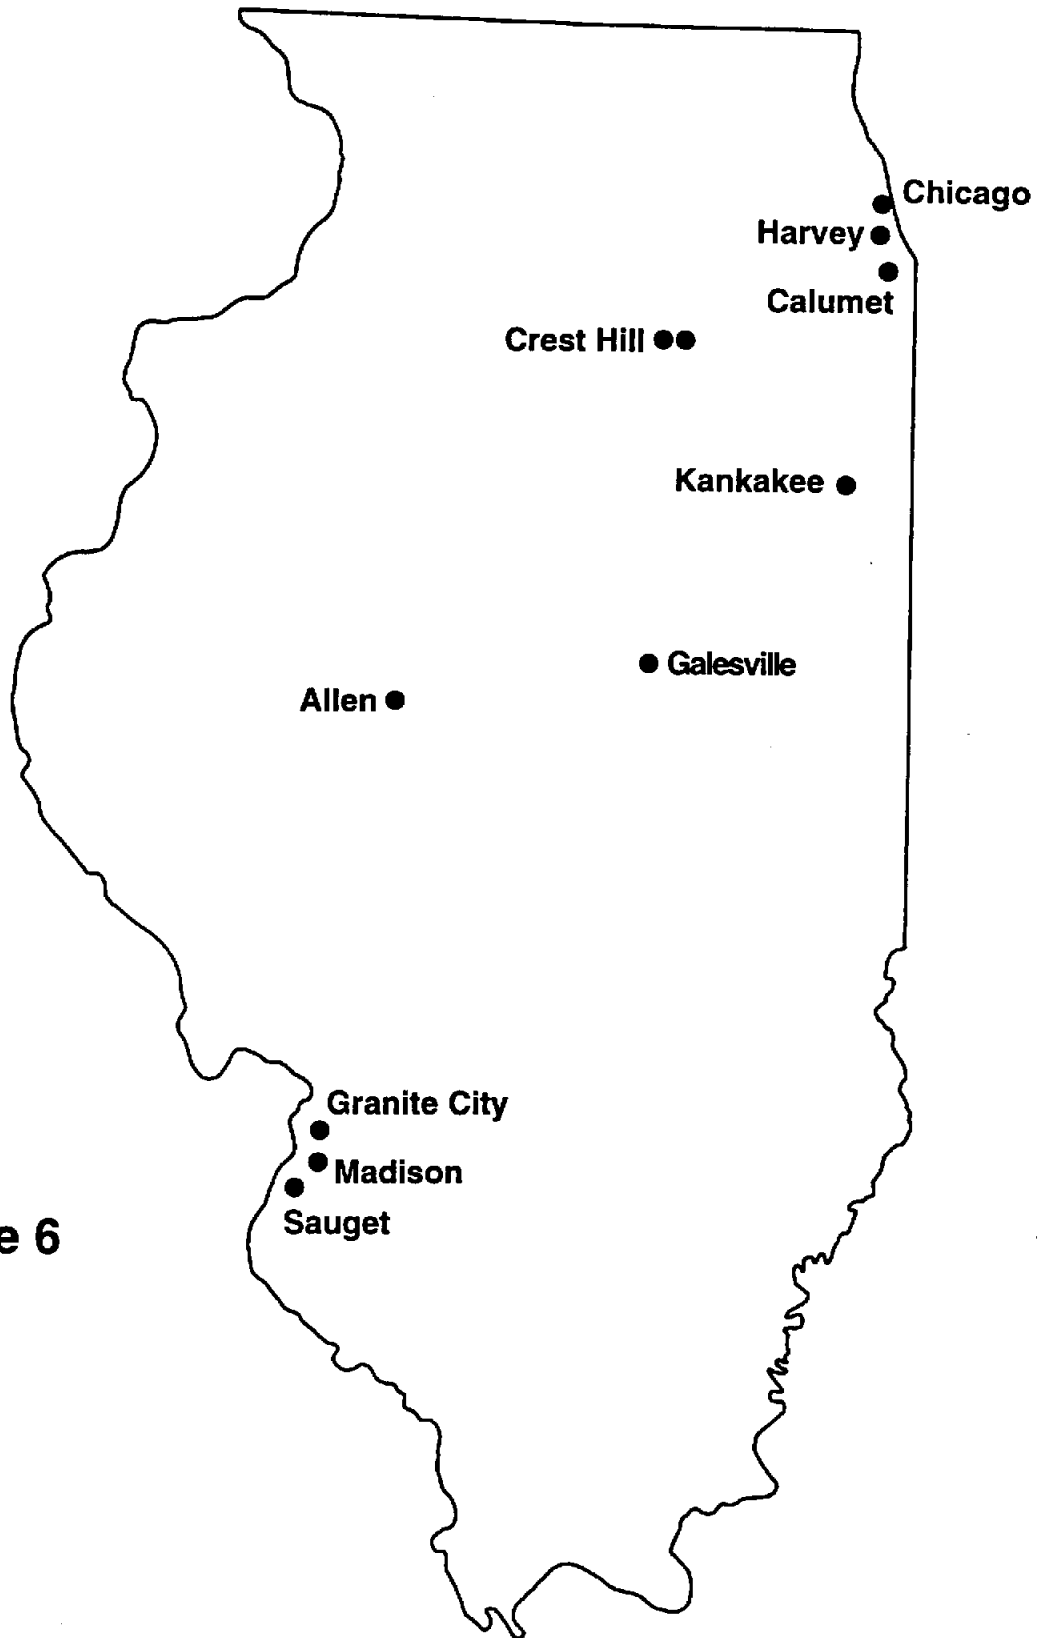 Chicago
Harvey
Calumet
Crest Hill
Kankakee
Galesville
Allen
Granite City
Madison
Sauget
e 6